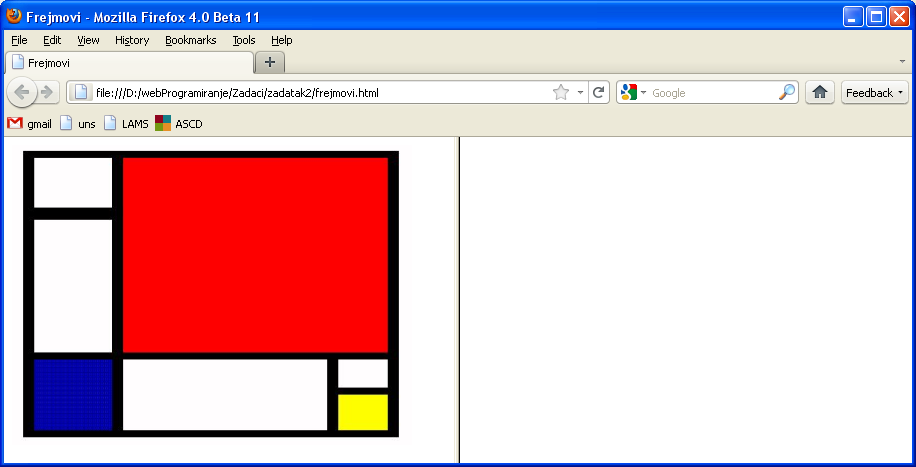 Frejmovi - Mozilla Firefox 4.0 Beta 11
File Edit View History Bookmarks Tools Help
Frejmovi
file:///D:/webProgramiranje/Zadaci/zadatak2/frejmovi.html Google Feedback
gmail uns LAMS ASCD